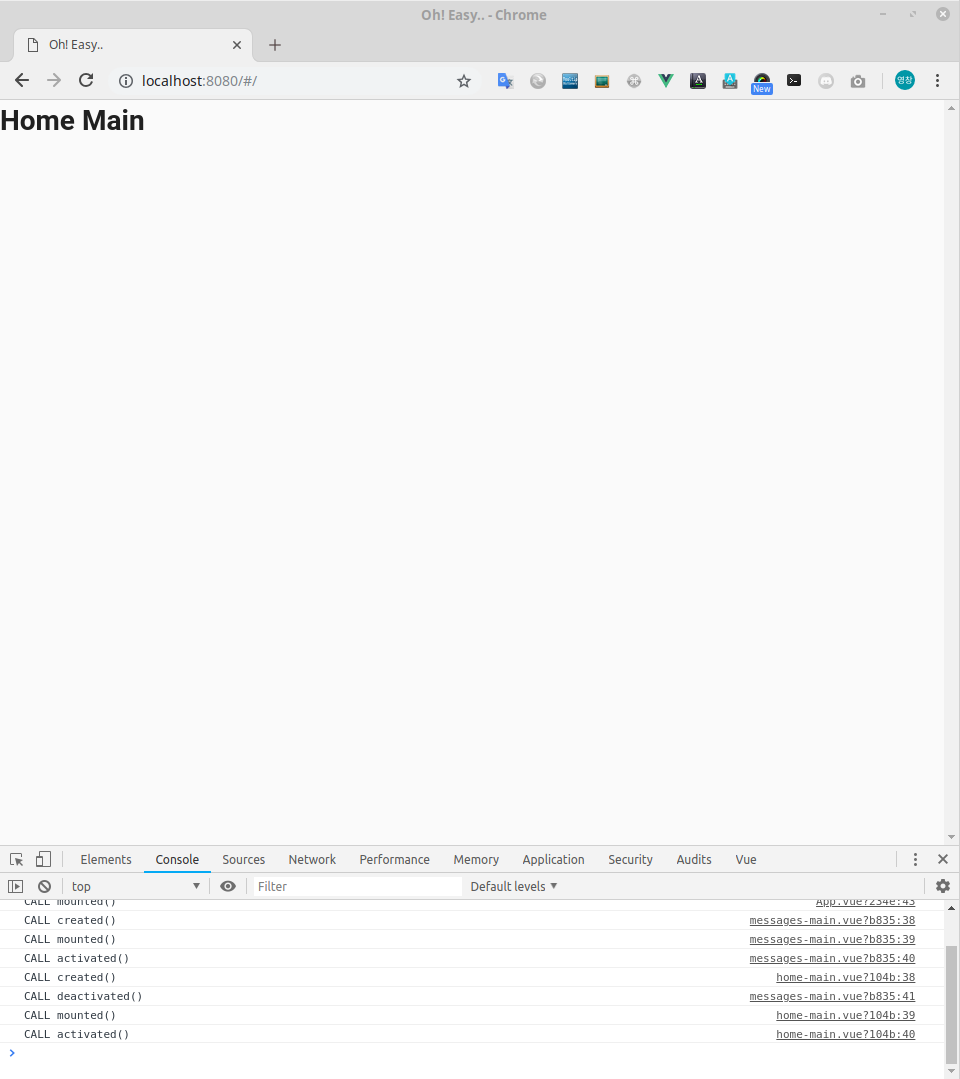 Oh! Easy.. - Chrome
Oh! Easy..
localhost:8080/#/
New
영창
Home Main
Elements Console Sources Network Performance Memory Application Security Audits Vue
top Filter Default levels
CALL mounted() App.vue?234e:43
CALL created() messages-main.vue?b835:38
CALL mounted() messages-main.vue?b835:39
CALL activated() messages-main.vue?b835:40
CALL created() home-main.vue?104b:38
CALL deactivated() messages-main.vue?b835:41
CALL mounted() home-main.vue?104b:39
CALL activated() home-main.vue?104b:40